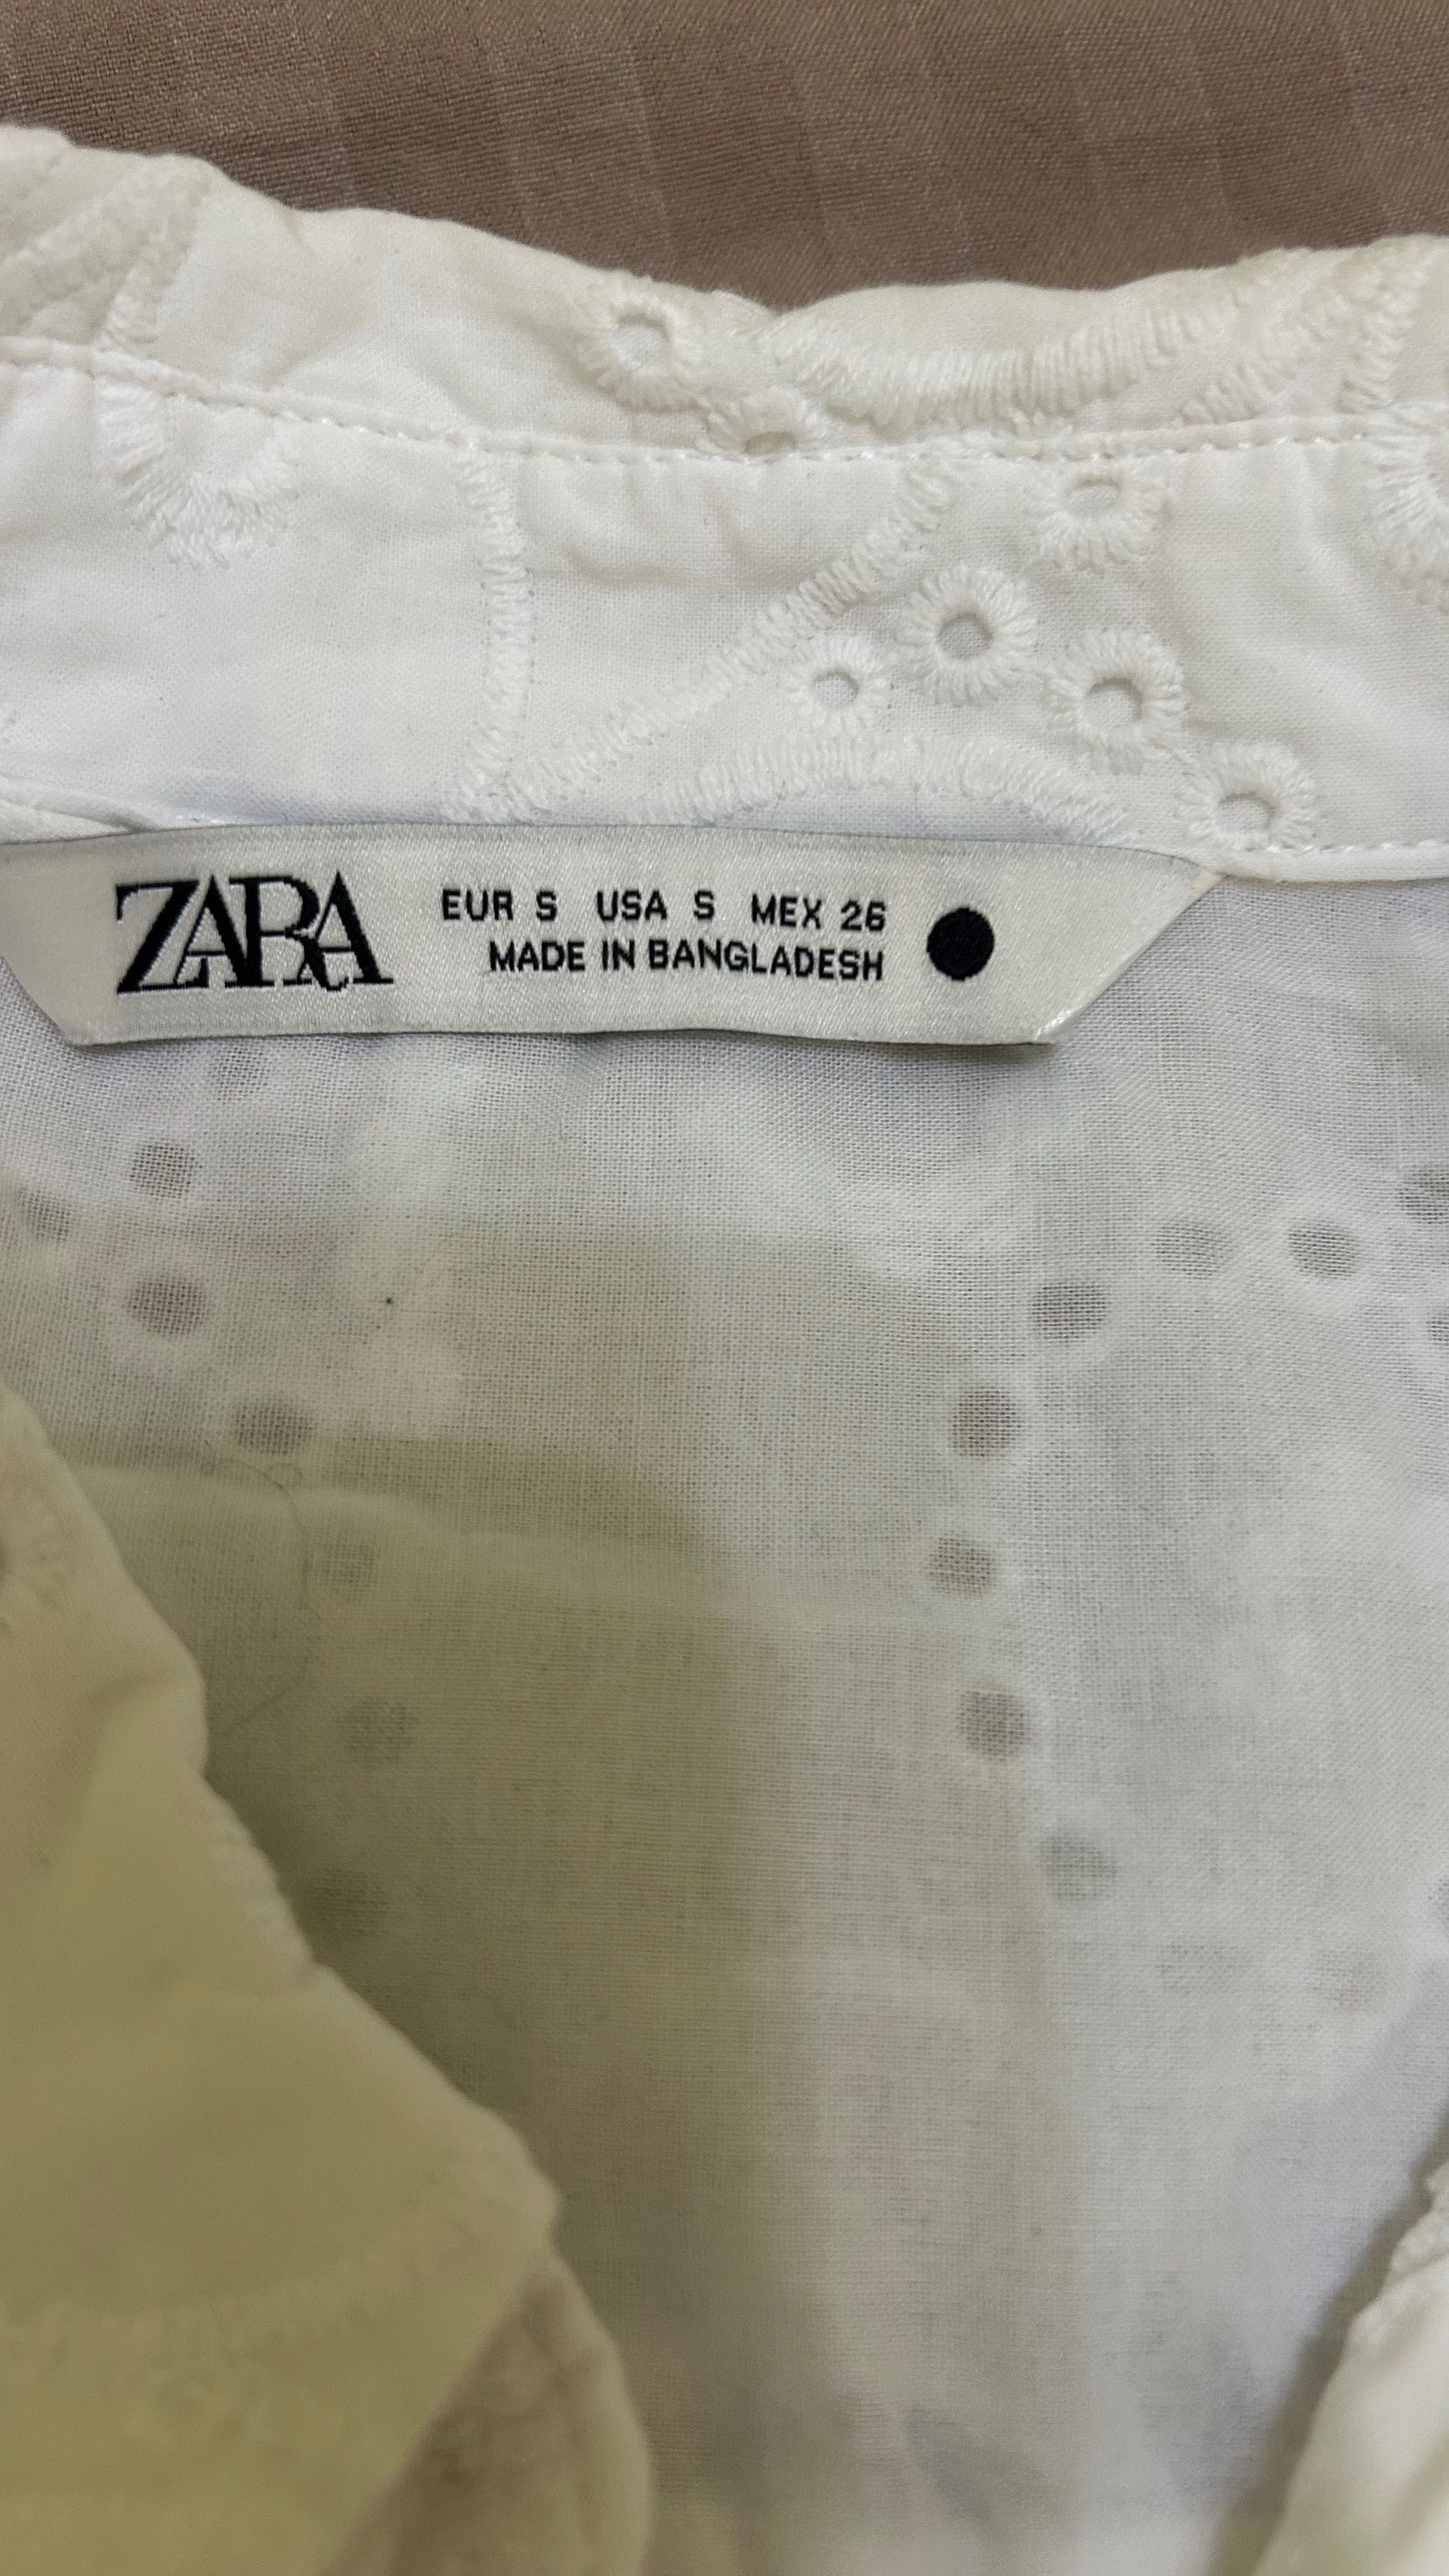 ZARA
EUR S USA S MEX 26
MADE IN BANGLADESH